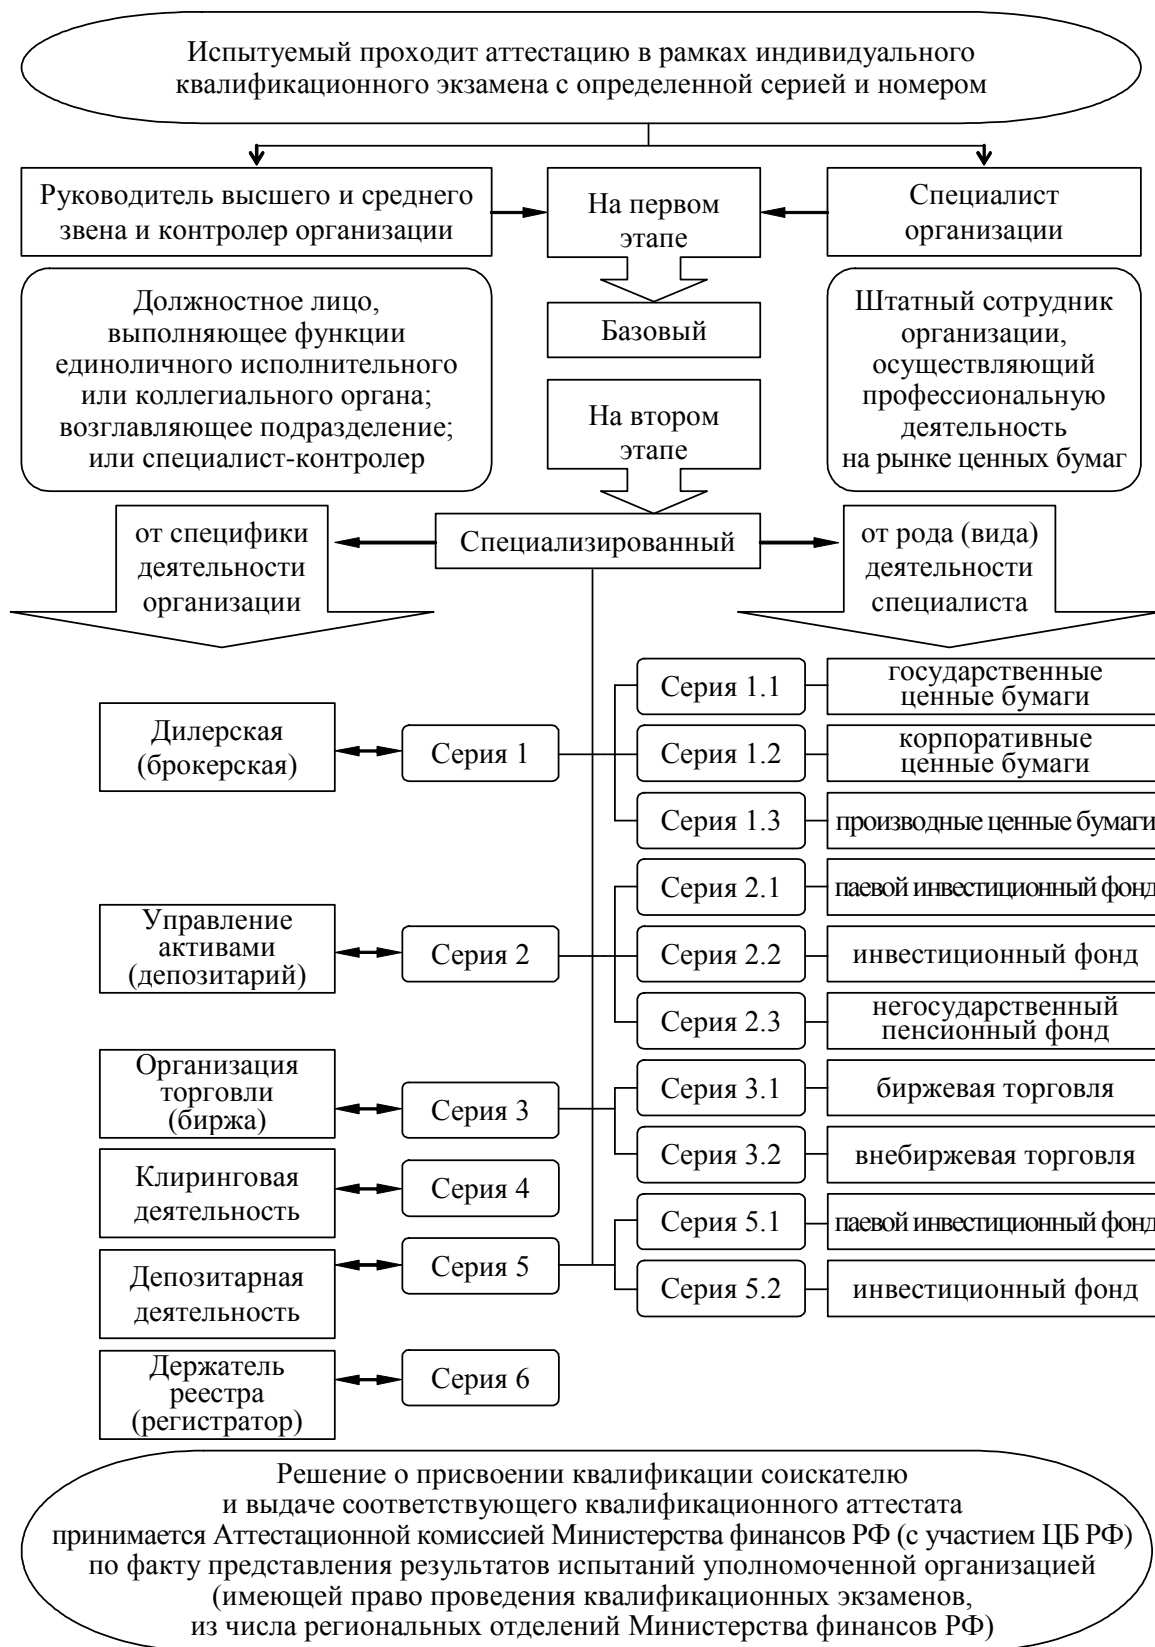 Испытуемый проходит аттестацию в рамках индивидуального
квалификационного экзамена с определенной серией и номером
Руководитель высшего и среднего
звена и контролер организации
На первом
этапе
Специалист
организации
Должностное лицо,
выполняющее функции
единоличного исполнительного
или коллегиального органа;
возглавляющее подразделение;
или специалист-контролер
Базовый
Штатный сотрудник
организации,
осуществляющий
профессиональную
деятельность
на рынке ценных бумаг
На втором
этапе
от специфики
деятельности
организации
Специализированный
от рода (вида)
деятельности
специалиста
Дилерская
(брокерская)
Серия 1
Серия 1.1
государственные
ценные бумаги
Серия 1.2
корпоративные
ценные бумаги
Серия 1.3
производные ценные бумаги
Управление
активами
(депозитарий)
Серия 2
Серия 2.1
паевой инвестиционный фонд
Серия 2.2
инвестиционный фонд
Серия 2.3
негосударственный
пенсионный фонд
Организация
торговли
(биржа)
Серия 3
Серия 3.1
биржевая торговля
Серия 3.2
внебиржевая торговля
Клиринговая
деятельность
Серия 4
Депозитарная
деятельность
Серия 5
Серия 5.1
паевой инвестиционный фонд
Серия 5.2
инвестиционный фонд
Держатель
реестра
(регистратор)
Серия 6
Решение о присвоении квалификации соискателю
и выдаче соответствующего квалификационного аттестата
принимается Аттестационной комиссией Министерства финансов РФ (с участием ЦБ РФ)
по факту представления результатов испытаний уполномоченной организацией
(имеющей право проведения квалификационных экзаменов,
из числа региональных отделений Министерства финансов РФ)